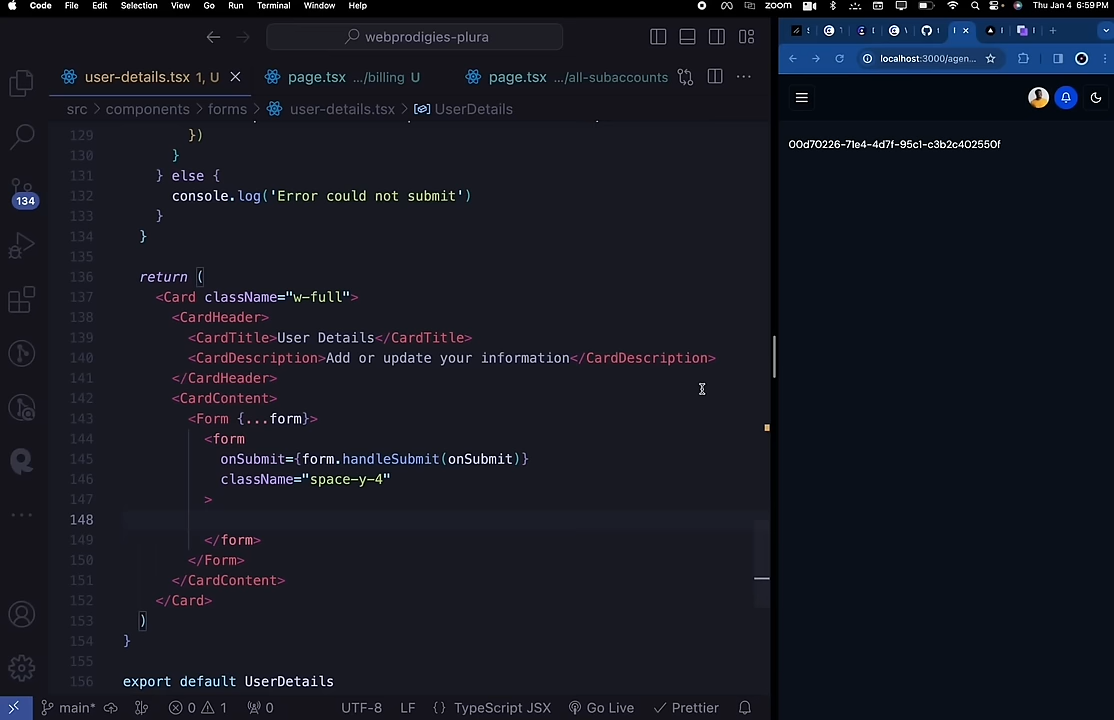 Code File Edit Selection View Go Run Terminal Window Help zoom Thu Jan 4 6:59 PM
webprodigies-plura
user-details.tsx 1, U page.tsx .../billing U page.tsx .../all-subaccounts
src > components > forms > user-details.tsx > UserDetails
129 })
130 }
131 } else {
132 console.log('Error could not submit')
133 }
134 }
135
136 return (
137 <Card className="w-full">
138 <CardHeader>
139 <CardTitle>User Details</CardTitle>
140 <CardDescription>Add or update your information</CardDescription>
141 </CardHeader>
142 <CardContent>
143 <Form {...form}>
144 <form
145 onSubmit={form.handleSubmit(onSubmit)}
146 className="space-y-4"
147 >
148
149 </form>
150 </Form>
151 </CardContent>
152 </Card>
153 )
154 }
155
156 export default UserDetails
134
main* 0 1 0 UTF-8 LF {} TypeScript JSX Go Live Prettier
localhost:3000/agen...
00d70226-71e4-4d7f-95c1-c3b2c402550f